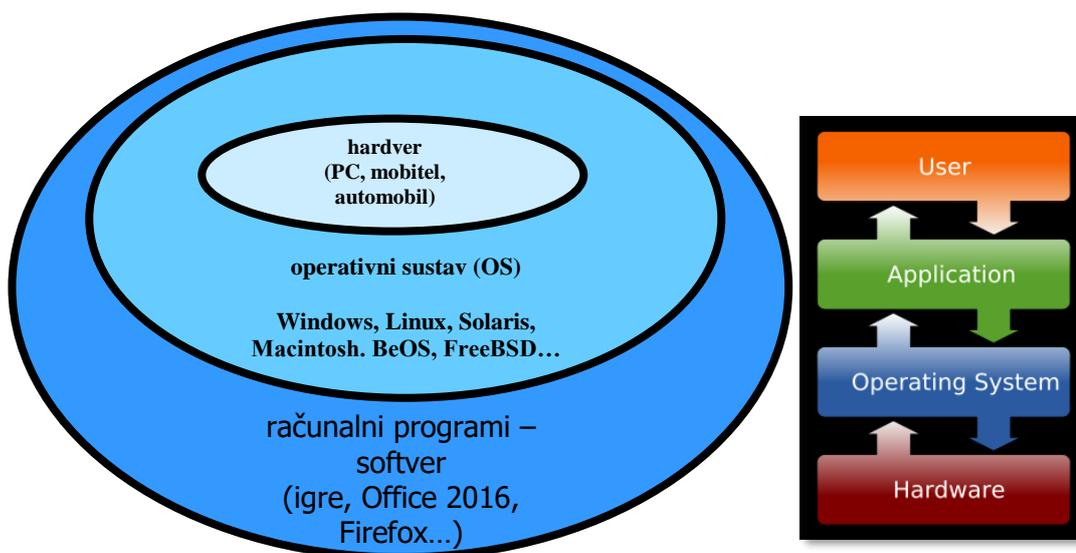 hardver
(PC, mobitel,
automobil)
operativni sustav (OS)
Windows, Linux, Solaris,
Macintosh. BeOS, FreeBSD…
računalni programi –
softver
(igre, Office 2016,
Firefox…)
User
Application
Operating System
Hardware